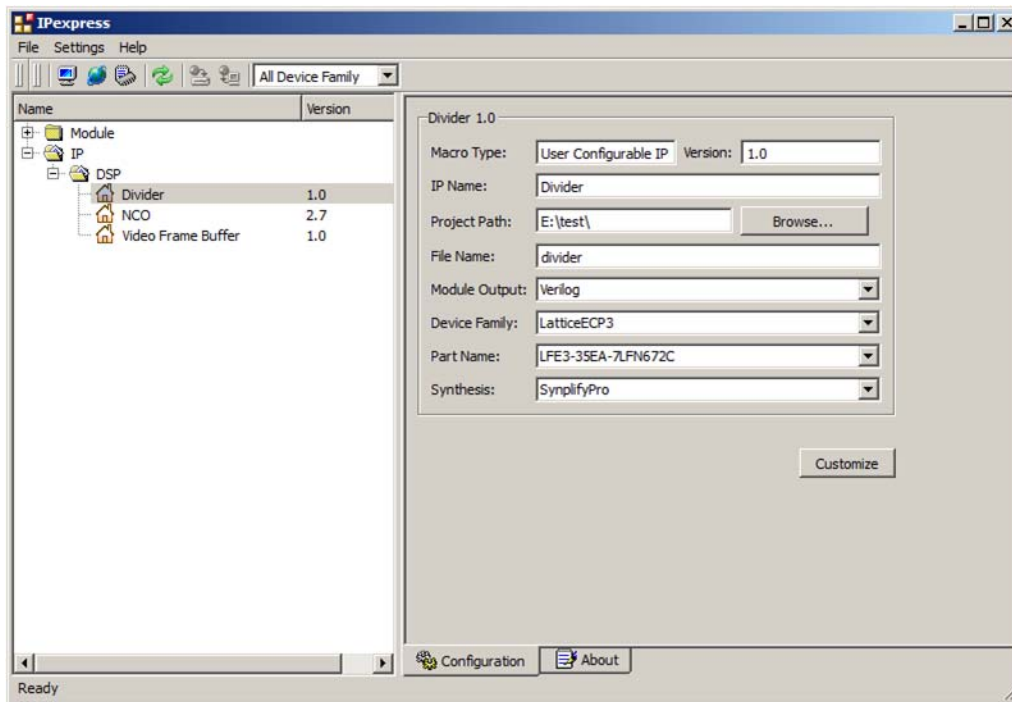 IPexpress
File Settings Help
All Device Family
Name Version
Module
IP
DSP
Divider 1.0
NCO 2.7
Video Frame Buffer 1.0
Divider 1.0
Macro Type: User Configurable IP Version: 1.0
IP Name: Divider
Project Path: E:\test\ Browse...
File Name: divider
Module Output: Verilog
Device Family: LatticeECP3
Part Name: LFE3-35EA-7LFN672C
Synthesis: SynplifyPro
Customize
Configuration About
Ready